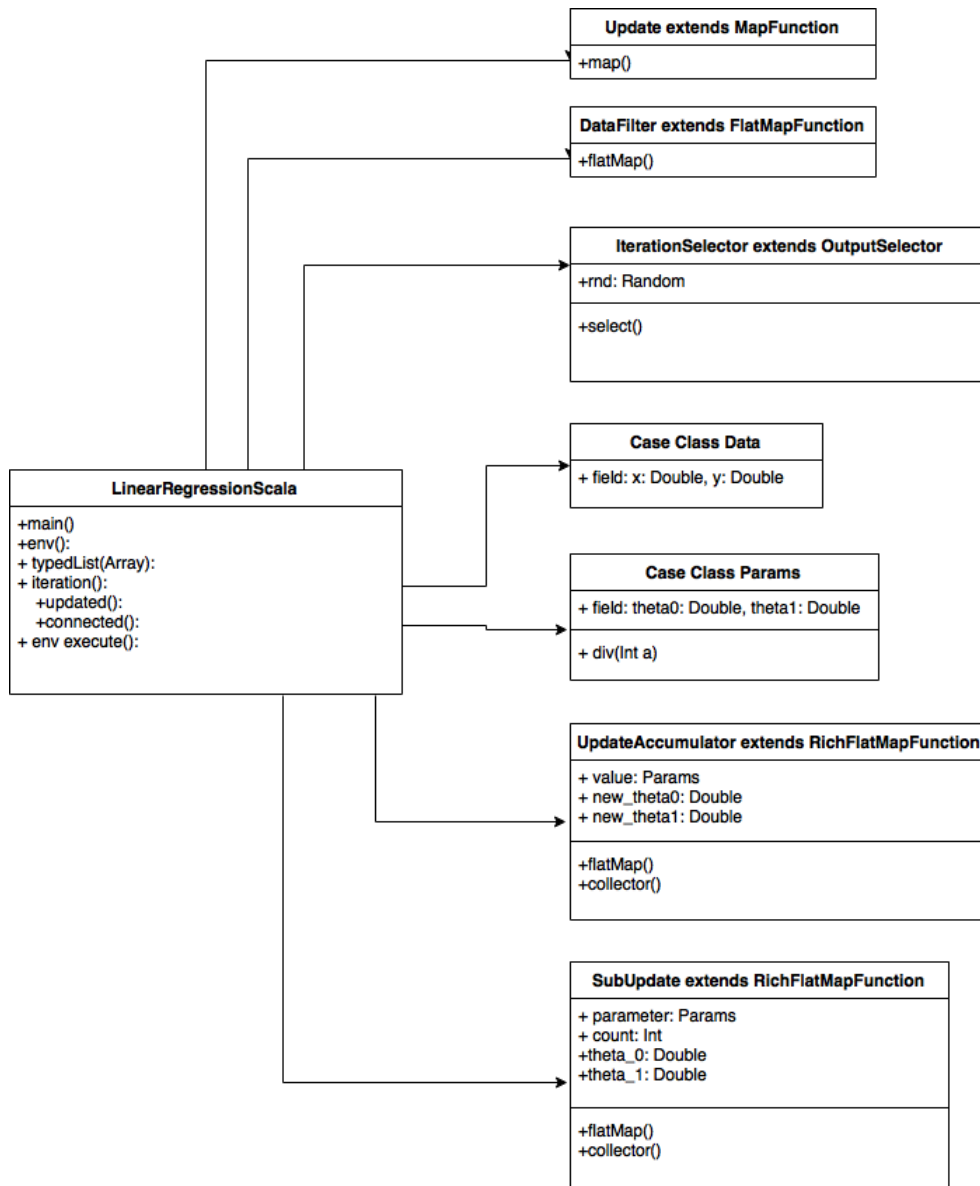 Update extends MapFunction
+map()
DataFilter extends FlatMapFunction
+flatMap()
IterationSelector extends OutputSelector
+rnd: Random
+select()
Case Class Data
+ field: x: Double, y: Double
LinearRegressionScala
+main()
+env():
+ typedList(Array):
+ iteration():
+updated():
+connected():
+ env execute():
Case Class Params
+ field: theta0: Double, theta1: Double
+ div(Int a)
UpdateAccumulator extends RichFlatMapFunction
+ value: Params
+ new_theta0: Double
+ new_theta1: Double
+flatMap()
+collector()
SubUpdate extends RichFlatMapFunction
+ parameter: Params
+ count: Int
+theta_0: Double
+theta_1: Double
+flatMap()
+collector()